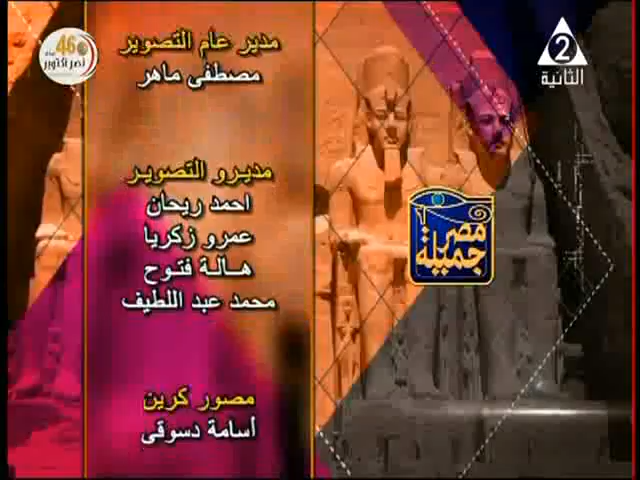 مدير عام التصوير
مصطفى ماهر
مديرو التصوير
احمد ريحان
عمرو زكريا
هالة فتوح
محمد عبد اللطيف
مصور كرين
أسامة دسوقى
مصر
جميلة
2
الثانية
46
نصر أكتوبر